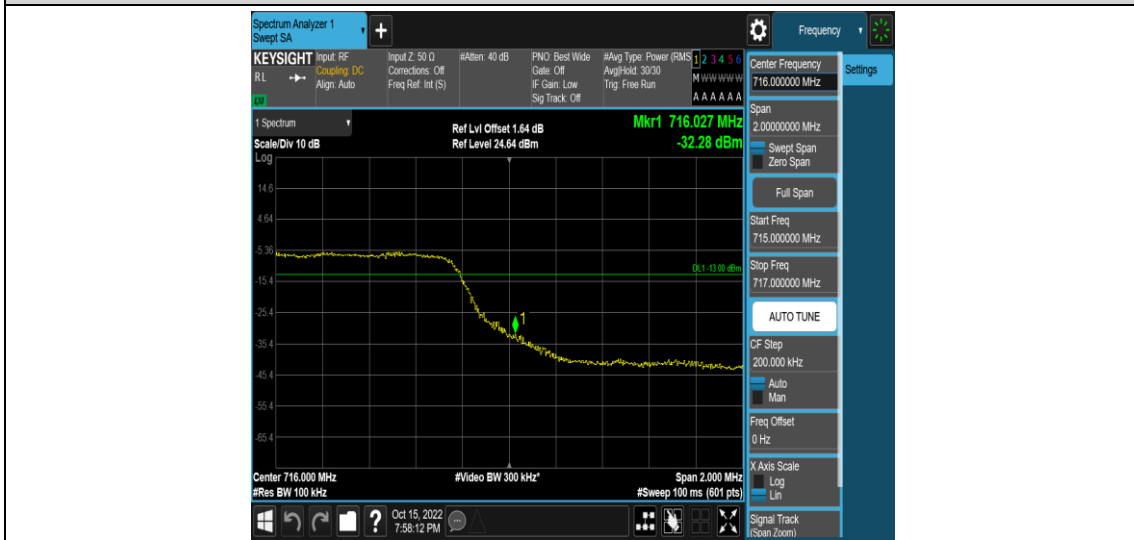 Spectrum Analyzer 1
Swept SA
+
Frequency
KEYSIGHT
RL
LXI
Input: RF
Coupling: DC
Align: Auto
Input Z: 50 Ω
Corrections: Off
Freq Ref: Int (S)
#Atten: 40 dB
PNO: Best Wide
Gate: Off
IF Gain: Low
Sig Track: Off
#Avg Type: Power (RMS
Avg|Hold: 30/30
Trig: Free Run
1 2 3 4 5 6
M W W W W W
A A A A A A
1 Spectrum
Scale/Div 10 dB
Ref Lvl Offset 1.64 dB
Ref Level 24.64 dBm
Mkr1 716.027 MHz
-32.28 dBm
Log
14.6
4.64
-5.36
-15.4
-25.4
-35.4
-45.4
-55.4
-65.4
DL1 -13.00 dBm
1
Center 716.000 MHz
#Res BW 100 kHz
#Video BW 300 kHz*
Span 2.000 MHz
#Sweep 100 ms (601 pts)
Center Frequency
716.000000 MHz
Settings
Span
2.00000000 MHz
Swept Span
Zero Span
Full Span
Start Freq
715.000000 MHz
Stop Freq
717.000000 MHz
AUTO TUNE
CF Step
200.000 kHz
Auto
Man
Freq Offset
0 Hz
X Axis Scale
Log
Lin
Signal Track
(Span Zoom)
?
Oct 15, 2022
7:58:12 PM